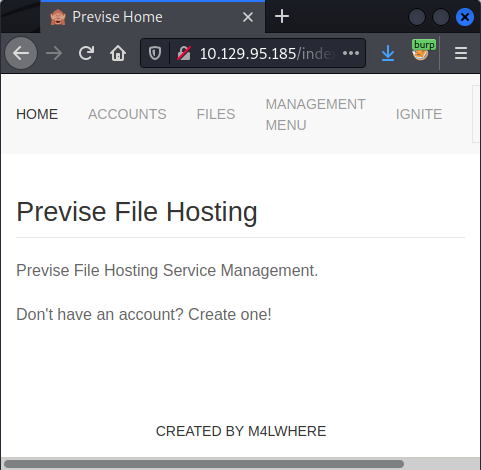 Previse Home
10.129.95.185/index
burp
HOME
ACCOUNTS
FILES
MANAGEMENT
MENU
IGNITE
Previse File Hosting
Previse File Hosting Service Management.
Don't have an account? Create one!
CREATED BY M4LWHERE